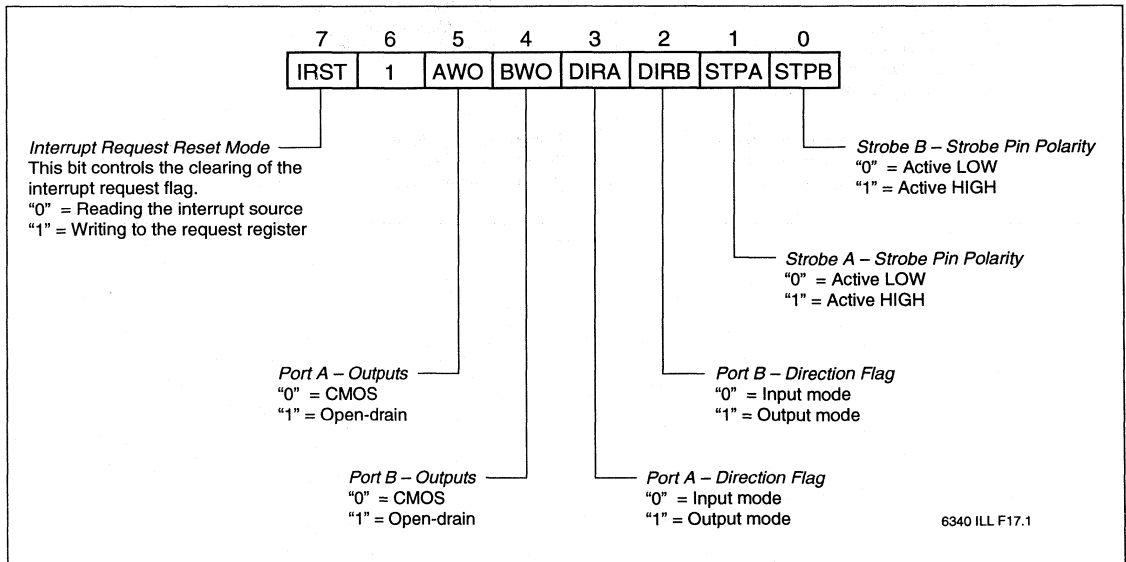 7 6 5 4 3 2 1 0
IRST 1 AWO BWO DIRA DIRB STPA STPB
Interrupt Request Reset Mode
This bit controls the clearing of the
interrupt request flag.
“0” = Reading the interrupt source
“1” = Writing to the request register
Strobe B – Strobe Pin Polarity
“0” = Active LOW
“1” = Active HIGH
Strobe A – Strobe Pin Polarity
“0” = Active LOW
“1” = Active HIGH
Port A – Outputs
“0” = CMOS
“1” = Open-drain
Port B – Direction Flag
“0” = Input mode
“1” = Output mode
Port B – Outputs
“0” = CMOS
“1” = Open-drain
Port A – Direction Flag
“0” = Input mode
“1” = Output mode
6340 ILL F17.1